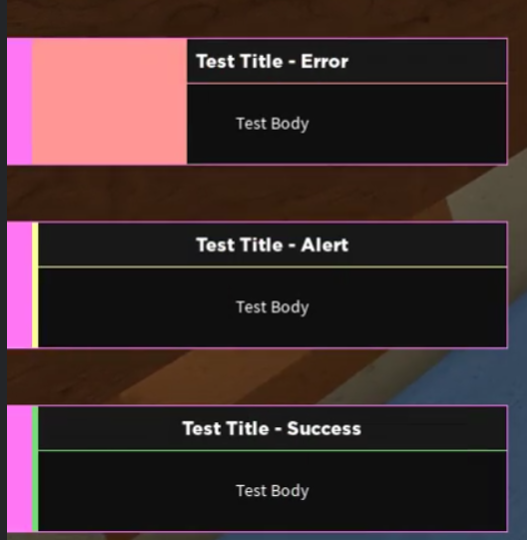 Test Title - Error
Test Body
Test Title - Alert
Test Body
Test Title - Success
Test Body